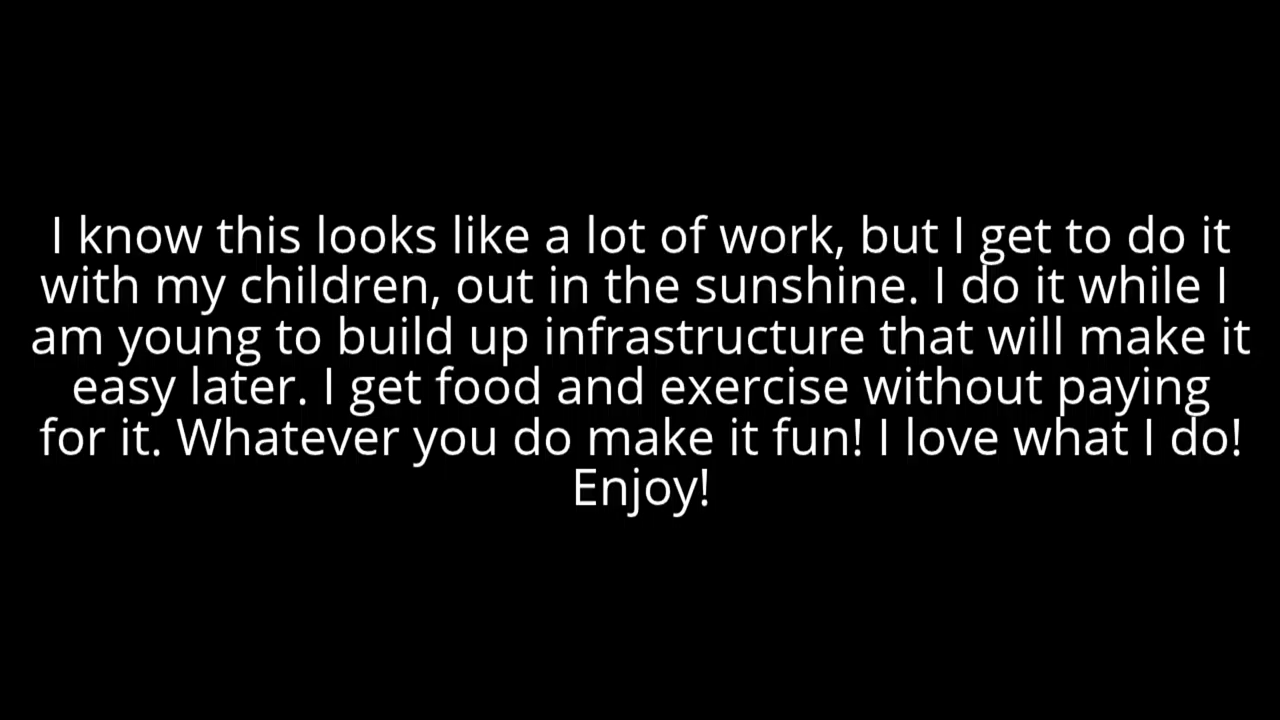 I know this looks like a lot of work, but I get to do it
with my children, out in the sunshine. I do it while I
am young to build up infrastructure that will make it
easy later. I get food and exercise without paying
for it. Whatever you do make it fun! I love what I do!
Enjoy!